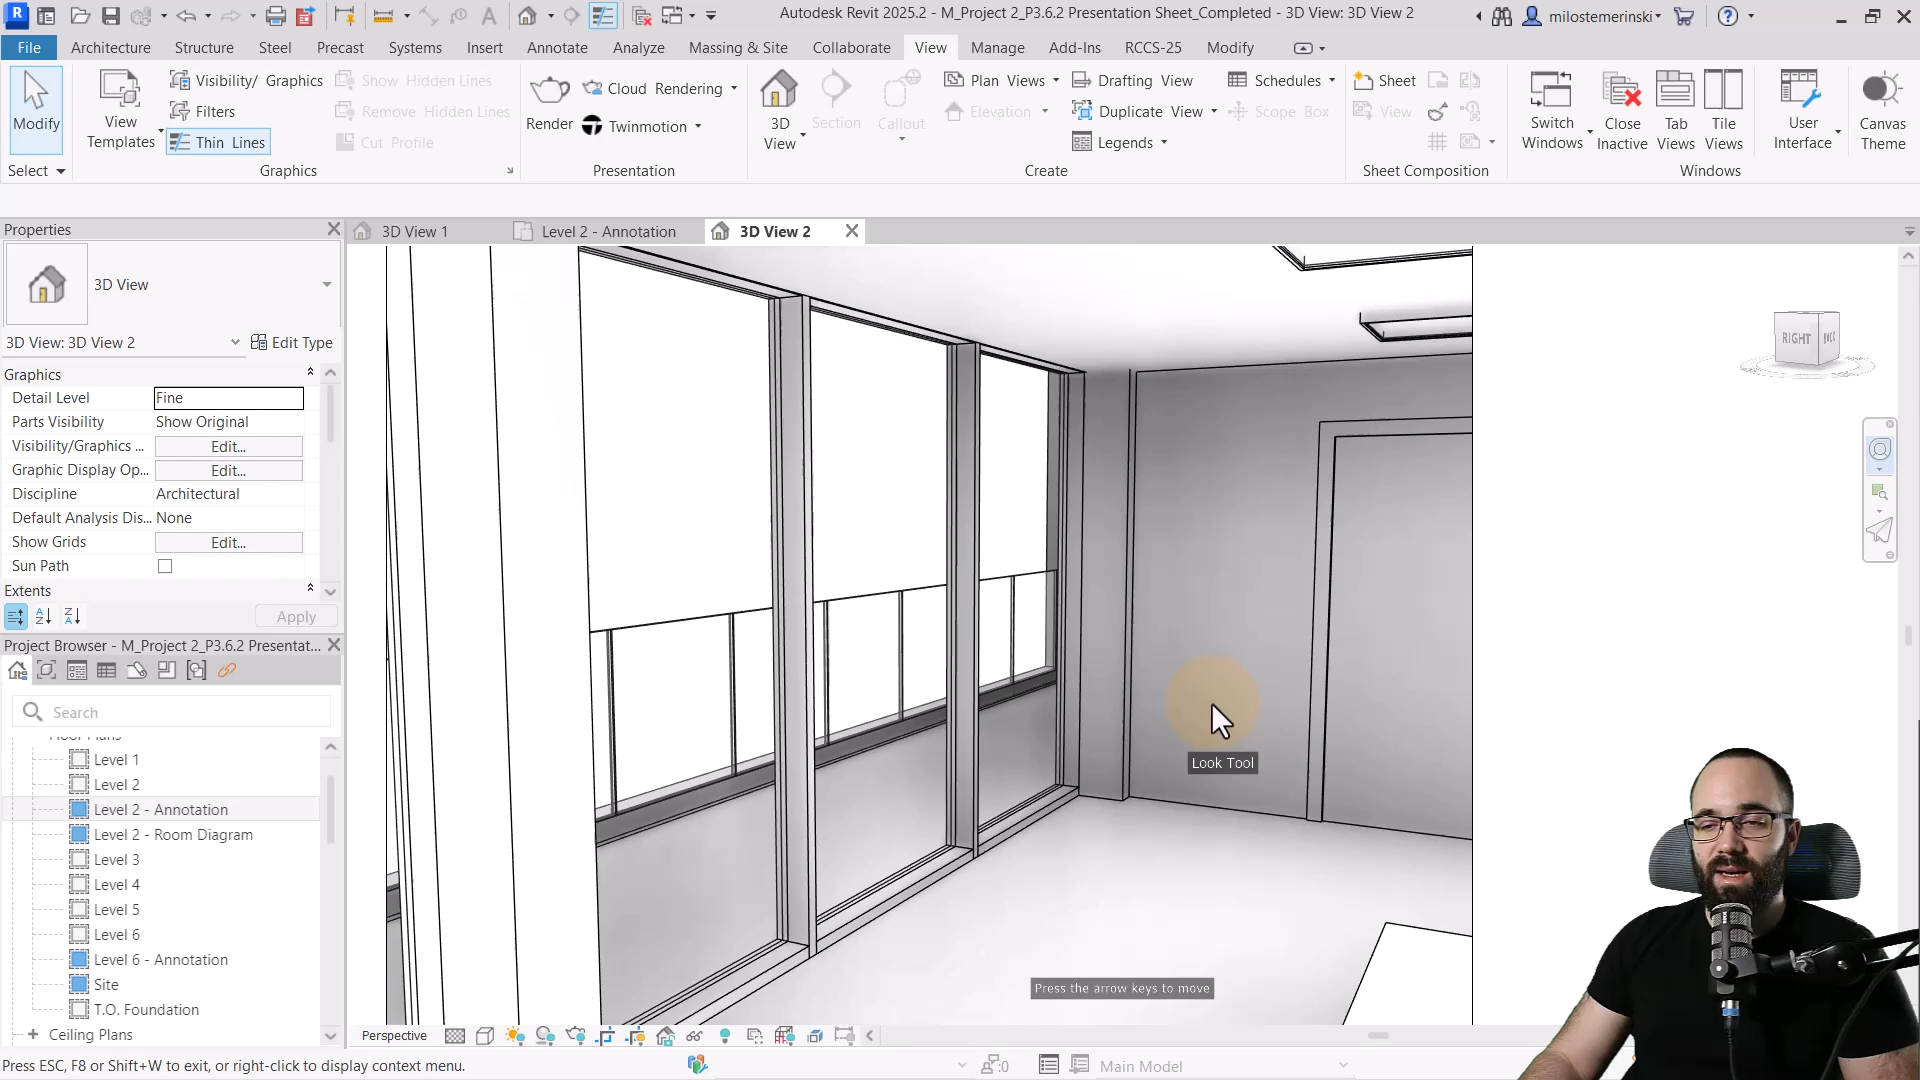 Autodesk Revit 2025.2 - M_Project 2_P3.6.2 Presentation Sheet_Completed - 3D View: 3D View 2
milostemerinski
File Architecture Structure Steel Precast Systems Insert Annotate Analyze Massing & Site Collaborate View Manage Add-Ins RCCS-25 Modify
Modify
Select
View
Templates
Visibility/ Graphics
Filters
Thin Lines
Show Hidden Lines
Remove Hidden Lines
Cut Profile
Graphics
Render
Cloud Rendering
Twinmotion
Presentation
3D
View
Section
Callout
Plan Views
Elevation
Drafting View
Duplicate View
Legends
Schedules
Scope Box
Create
Sheet
View
Sheet Composition
Switch
Windows
Close
Inactive
Tab
Views
Tile
Views
Windows
User
Interface
Canvas
Theme
Properties
3D View
3D View: 3D View 2
Edit Type
Graphics
Detail Level Fine
Parts Visibility Show Original
Visibility/Graphics ... Edit...
Graphic Display Op... Edit...
Discipline Architectural
Default Analysis Dis... None
Show Grids Edit...
Sun Path
Extents
Apply
Project Browser - M_Project 2_P3.6.2 Presentat...
Search
Floor Plans
Level 1
Level 2
Level 2 - Annotation
Level 2 - Room Diagram
Level 3
Level 4
Level 5
Level 6
Level 6 - Annotation
Site
T.O. Foundation
Ceiling Plans
3D View 1
Level 2 - Annotation
3D View 2
RIGHT
BACK
Look Tool
Press the arrow keys to move
Perspective
Press ESC, F8 or Shift+W to exit, or right-click to display context menu.
:0
Main Model